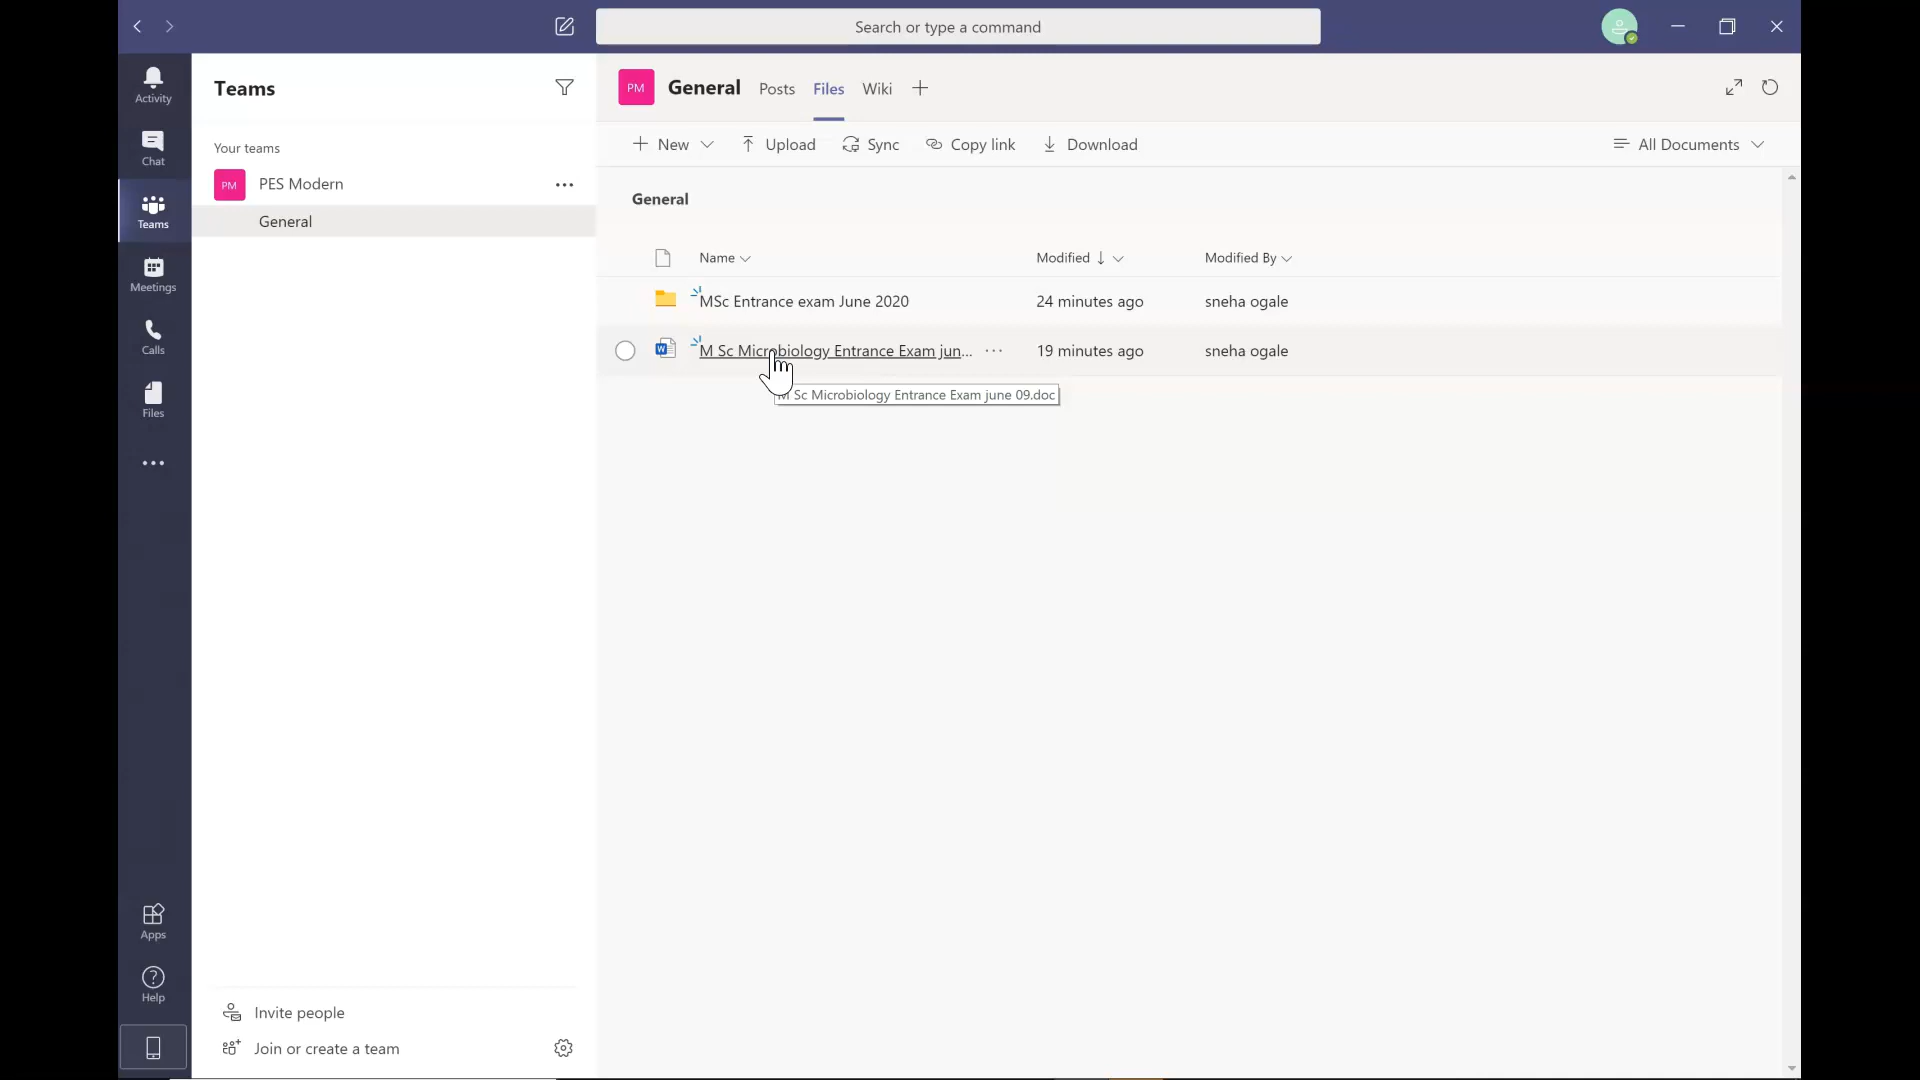 Search or type a command
Activity
Chat
Teams
Meetings
Calls
Files
Apps
Help
Teams
Your teams
PM PES Modern
General
Invite people
Join or create a team
PM General Posts Files Wiki
New Upload Sync Copy link Download All Documents
General
Name Modified Modified By
MSc Entrance exam June 2020 24 minutes ago sneha ogale
M Sc Microbiology Entrance Exam jun... 19 minutes ago sneha ogale
M Sc Microbiology Entrance Exam june 09.doc